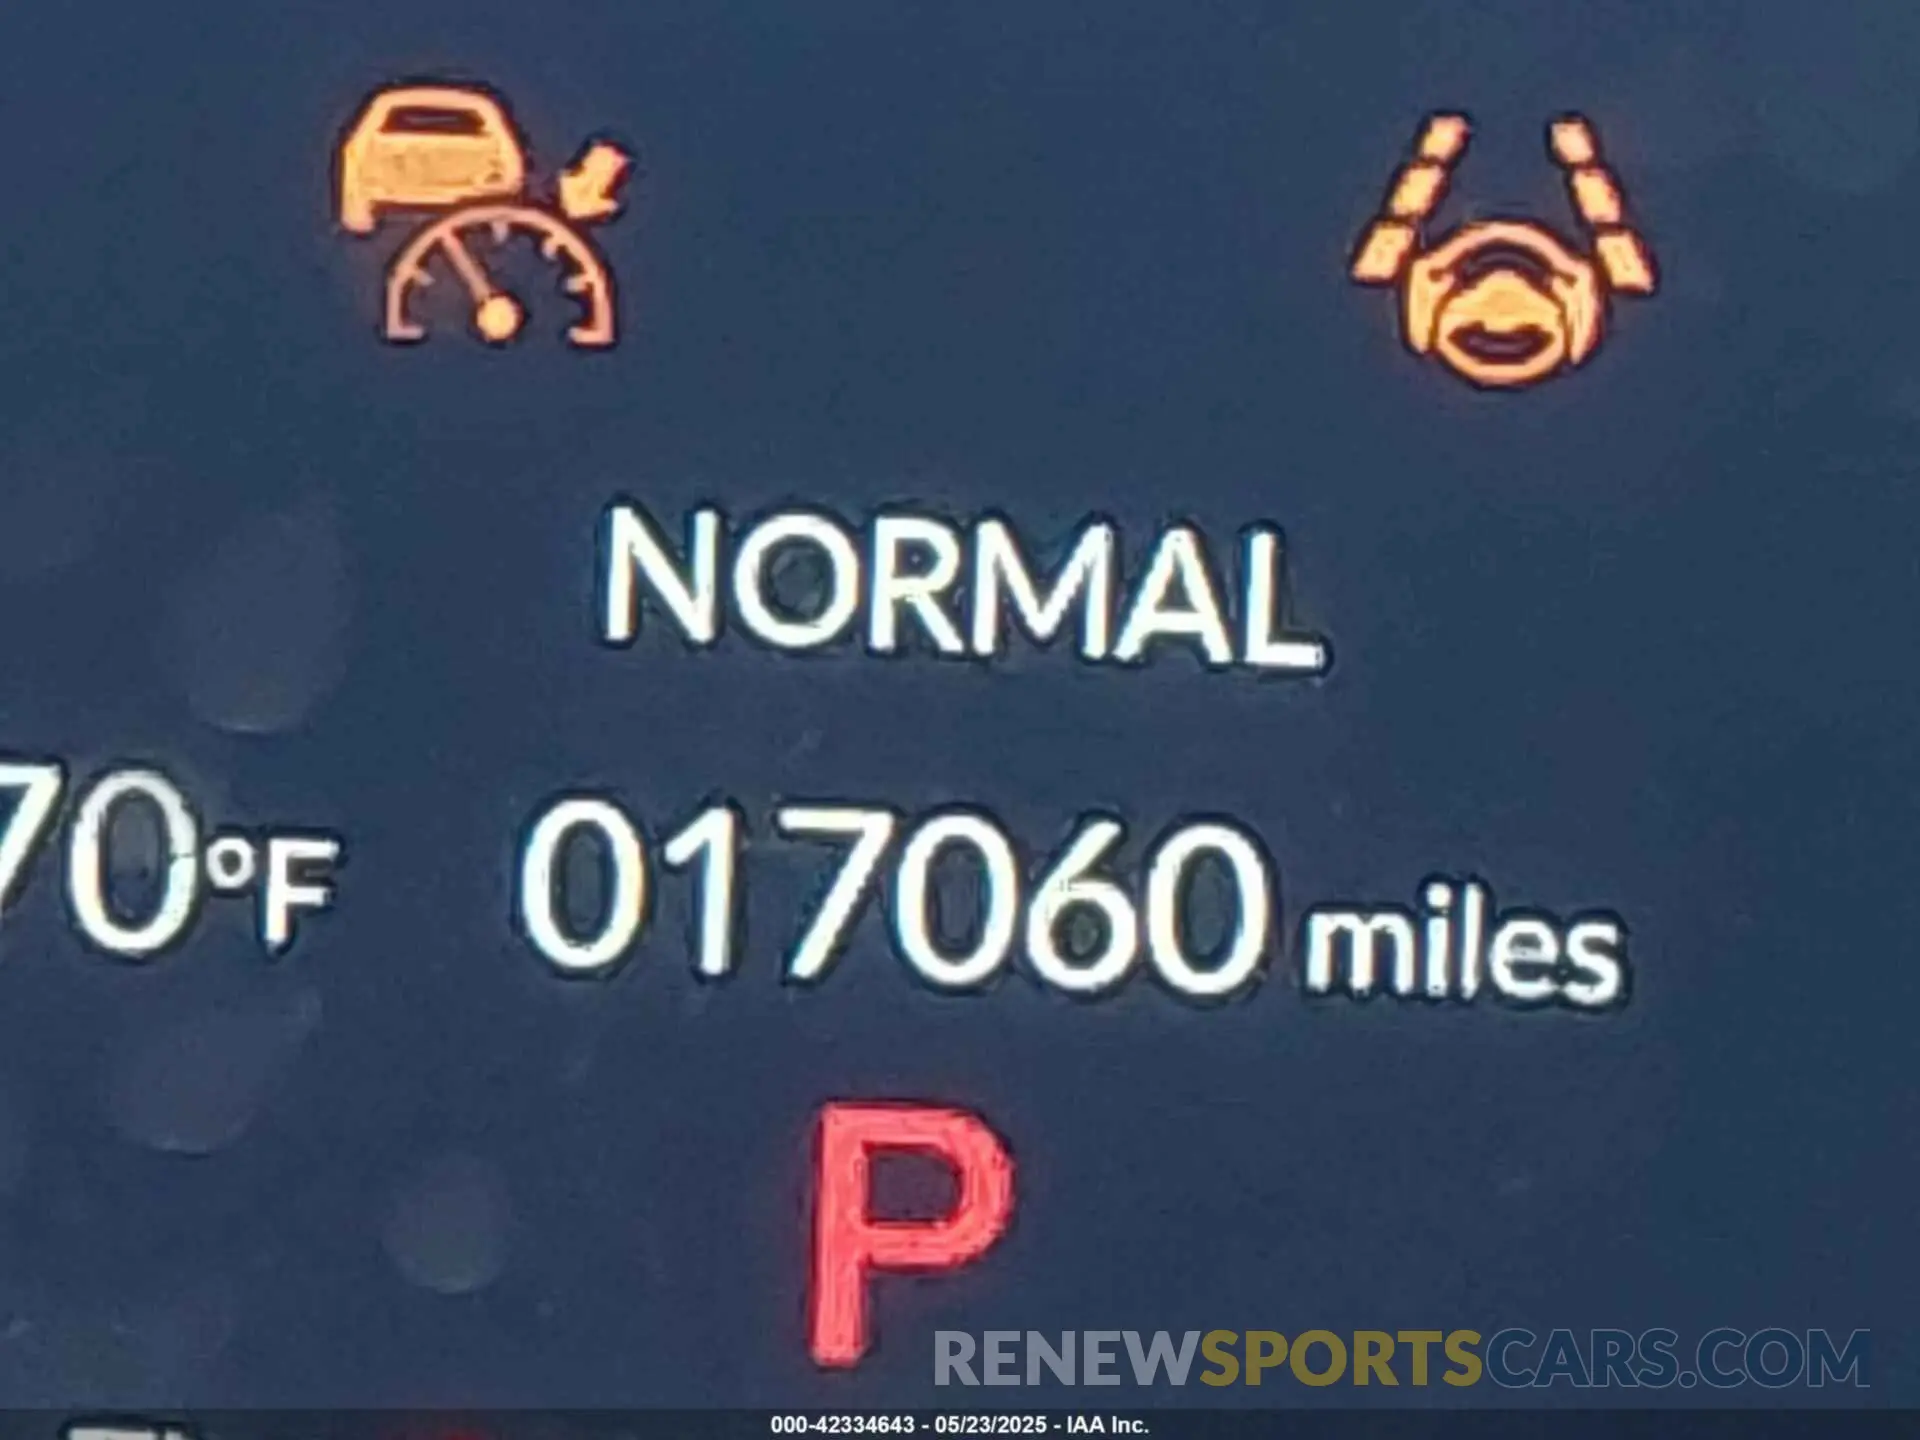 NORMAL
70°F 017060 miles
P
RENEWSPORTSCARS.COM
000-42334643 - 05/23/2025 - IAA Inc.